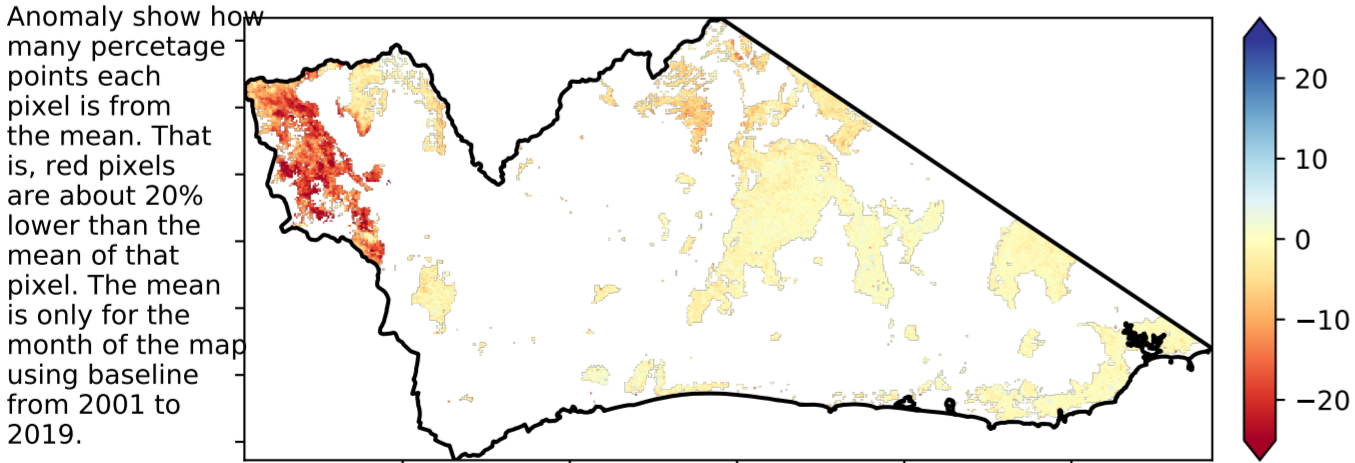 Anomaly show how
many percetage
points each
pixel is from
the mean. That
is, red pixels
are about 20%
lower than the
mean of that
pixel. The mean
is only for the
month of the map
using baseline
from 2001 to
2019.
20
10
0
−10
−20